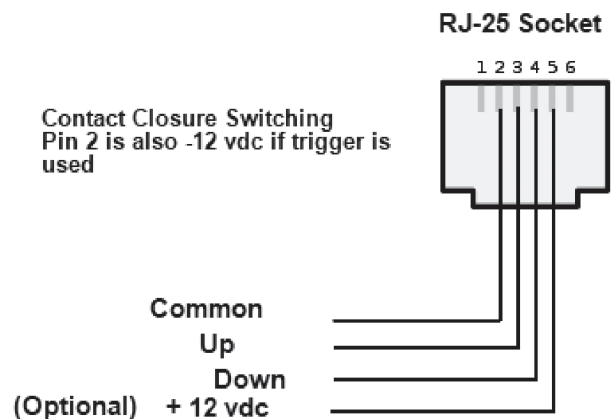 RJ-25 Socket
1 2 3 4 5 6
Contact Closure Switching
Pin 2 is also -12 vdc if trigger is
used
Common
Up
Down
(Optional) + 12 vdc